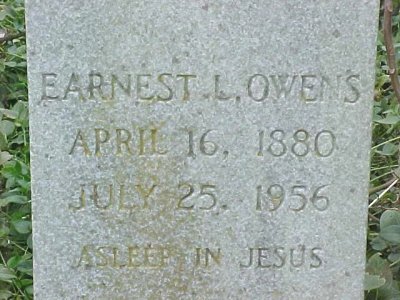 EARNEST L. OWENS
APRIL 16, 1880
JULY 25, 1956
ASLEEP IN JESUS